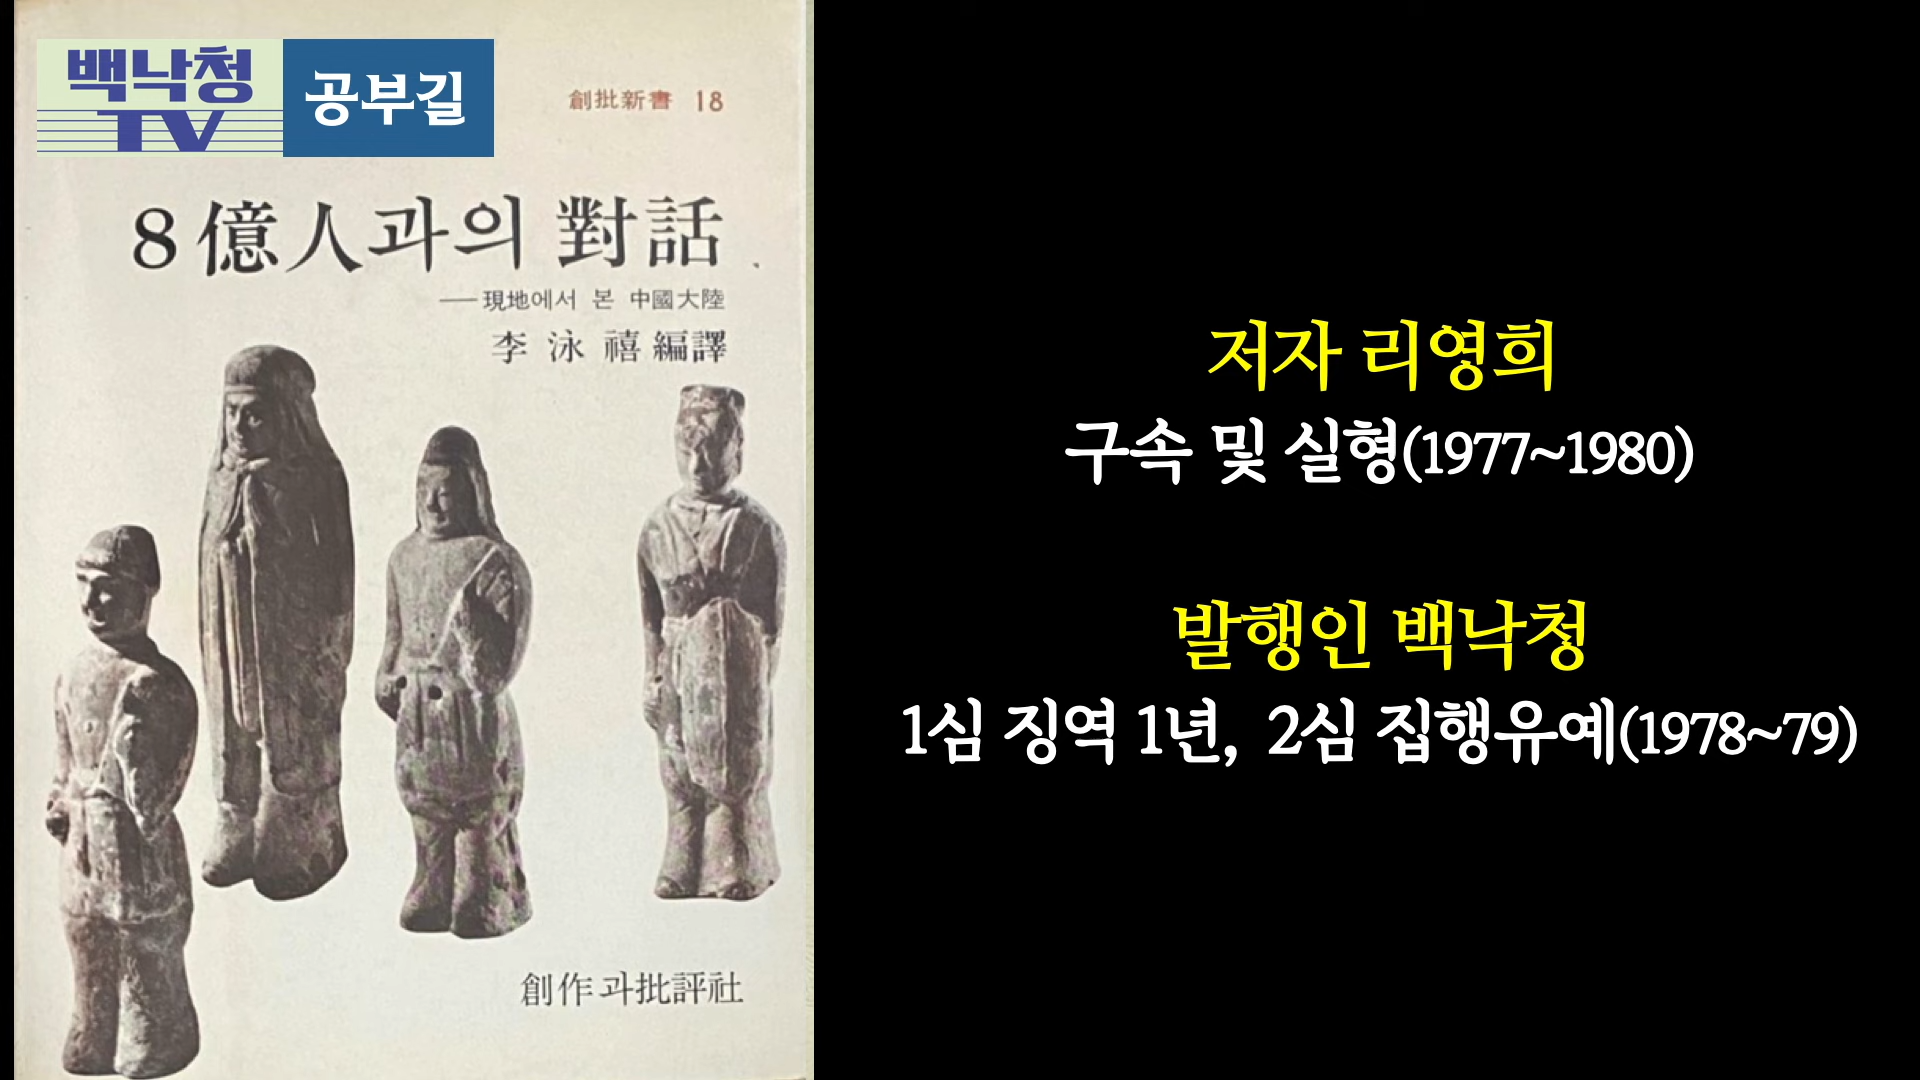 백낙청
TV
공부길
創批新書 18
8億人과의 對話
──現地에서 본 中國大陸
李泳禧 編譯
創作과批評社
저자 리영희
구속 및 실형(1977~1980)
발행인 백낙청
1심 징역 1년, 2심 집행유예(1978~79)